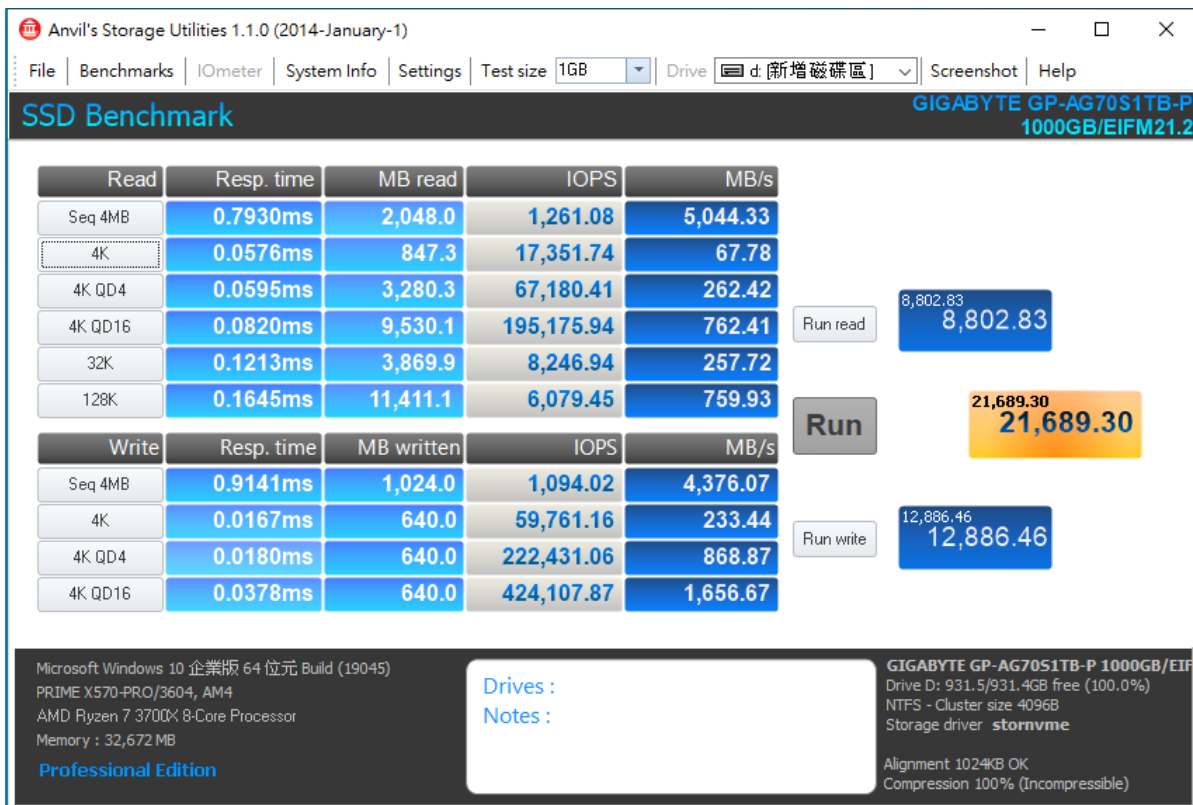 Anvil's Storage Utilities 1.1.0 (2014-January-1)
File Benchmarks IOmeter System Info Settings Test size 1GB Drive d: [新增磁碟區] Screenshot Help
SSD Benchmark
GIGABYTE GP-AG70S1TB-P
1000GB/EIFM21.2
Read Resp. time MB read IOPS MB/s
Seq 4MB 0.7930ms 2,048.0 1,261.08 5,044.33
4K 0.0576ms 847.3 17,351.74 67.78
4K QD4 0.0595ms 3,280.3 67,180.41 262.42
4K QD16 0.0820ms 9,530.1 195,175.94 762.41
32K 0.1213ms 3,869.9 8,246.94 257.72
128K 0.1645ms 11,411.1 6,079.45 759.93
Run read
8,802.83
8,802.83
Run
21,689.30
21,689.30
Write Resp. time MB written IOPS MB/s
Seq 4MB 0.9141ms 1,024.0 1,094.02 4,376.07
4K 0.0167ms 640.0 59,761.16 233.44
4K QD4 0.0180ms 640.0 222,431.06 868.87
4K QD16 0.0378ms 640.0 424,107.87 1,656.67
Run write
12,886.46
12,886.46
Microsoft Windows 10 企業版 64 位元 Build (19045)
PRIME X570-PRO/3604, AM4
AMD Ryzen 7 3700X 8-Core Processor
Memory : 32,672 MB
Professional Edition
Drives :
Notes :
GIGABYTE GP-AG70S1TB-P 1000GB/EIF
Drive D: 931.5/931.4GB free (100.0%)
NTFS - Cluster size 4096B
Storage driver stornvme
Alignment 1024KB OK
Compression 100% (Incompressible)